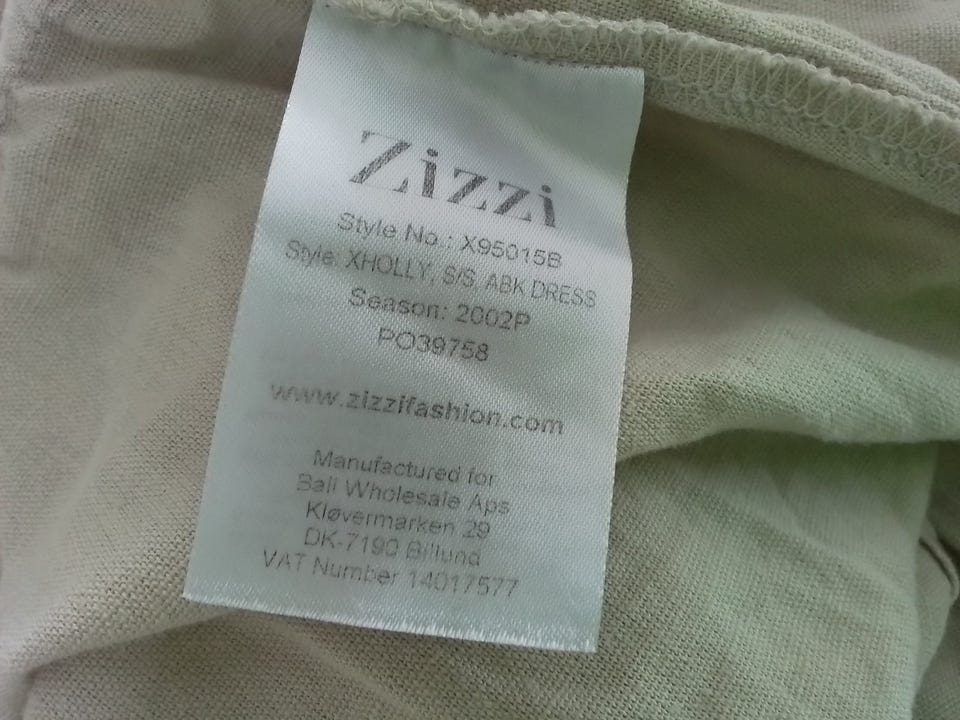 Zizzi
Style No.: X95015B
Style: XHOLLY, S/S, ABK DRESS
Season: 2002P
PO39758
www.zizzifashion.com
Manufactured for
Ball Wholesale Aps
Kløvermarken 29
DK-7190 Billund
VAT Number 14017577